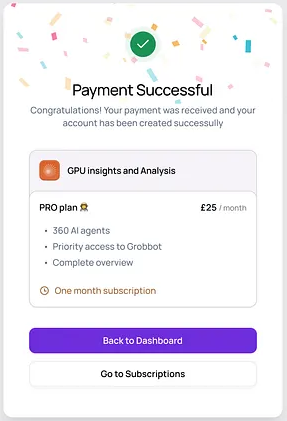 Payment Successful
Congratulations! Your payment was received and your
account has been created successully
GPU insights and Analysis
PRO plan
£25 / month
• 360 AI agents
• Priority access to Grobbot
• Complete overview
One month subscription
Back to Dashboard
Go to Subscriptions